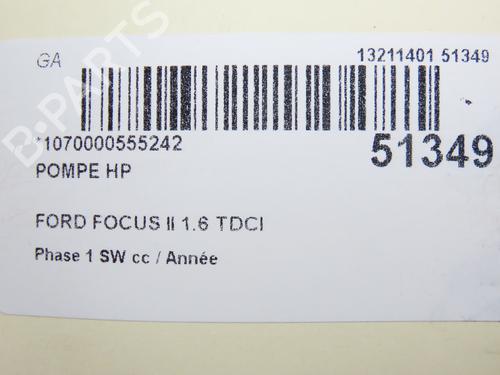 GA
13211401 51349
*1070000555242
51349
POMPE HP
FORD FOCUS II 1.6 TDCI
Phase 1 SW cc / Année
B-PARTS